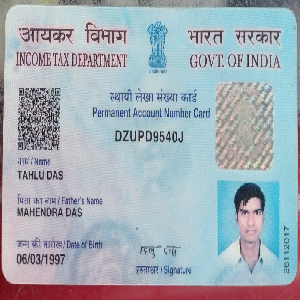 आयकर विभाग
INCOME TAX DEPARTMENT
भारत सरकार
GOVT. OF INDIA
स्थायी लेखा संख्या कार्ड
Permanent Account Number Card
DZUPD9540J
नाम / Name
TAHLU DAS
पिता का नाम / Father's Name
MAHENDRA DAS
जन्म की तारीख / Date of Birth
06/03/1997
हस्ताक्षर / Signature
26112017